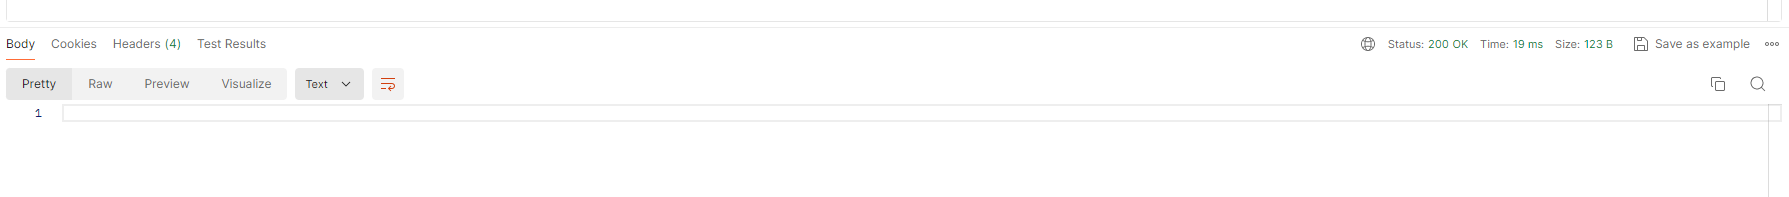 Body Cookies Headers (4) Test Results Status: 200 OK Time: 19 ms Size: 123 B Save as example
Pretty Raw Preview Visualize Text
1